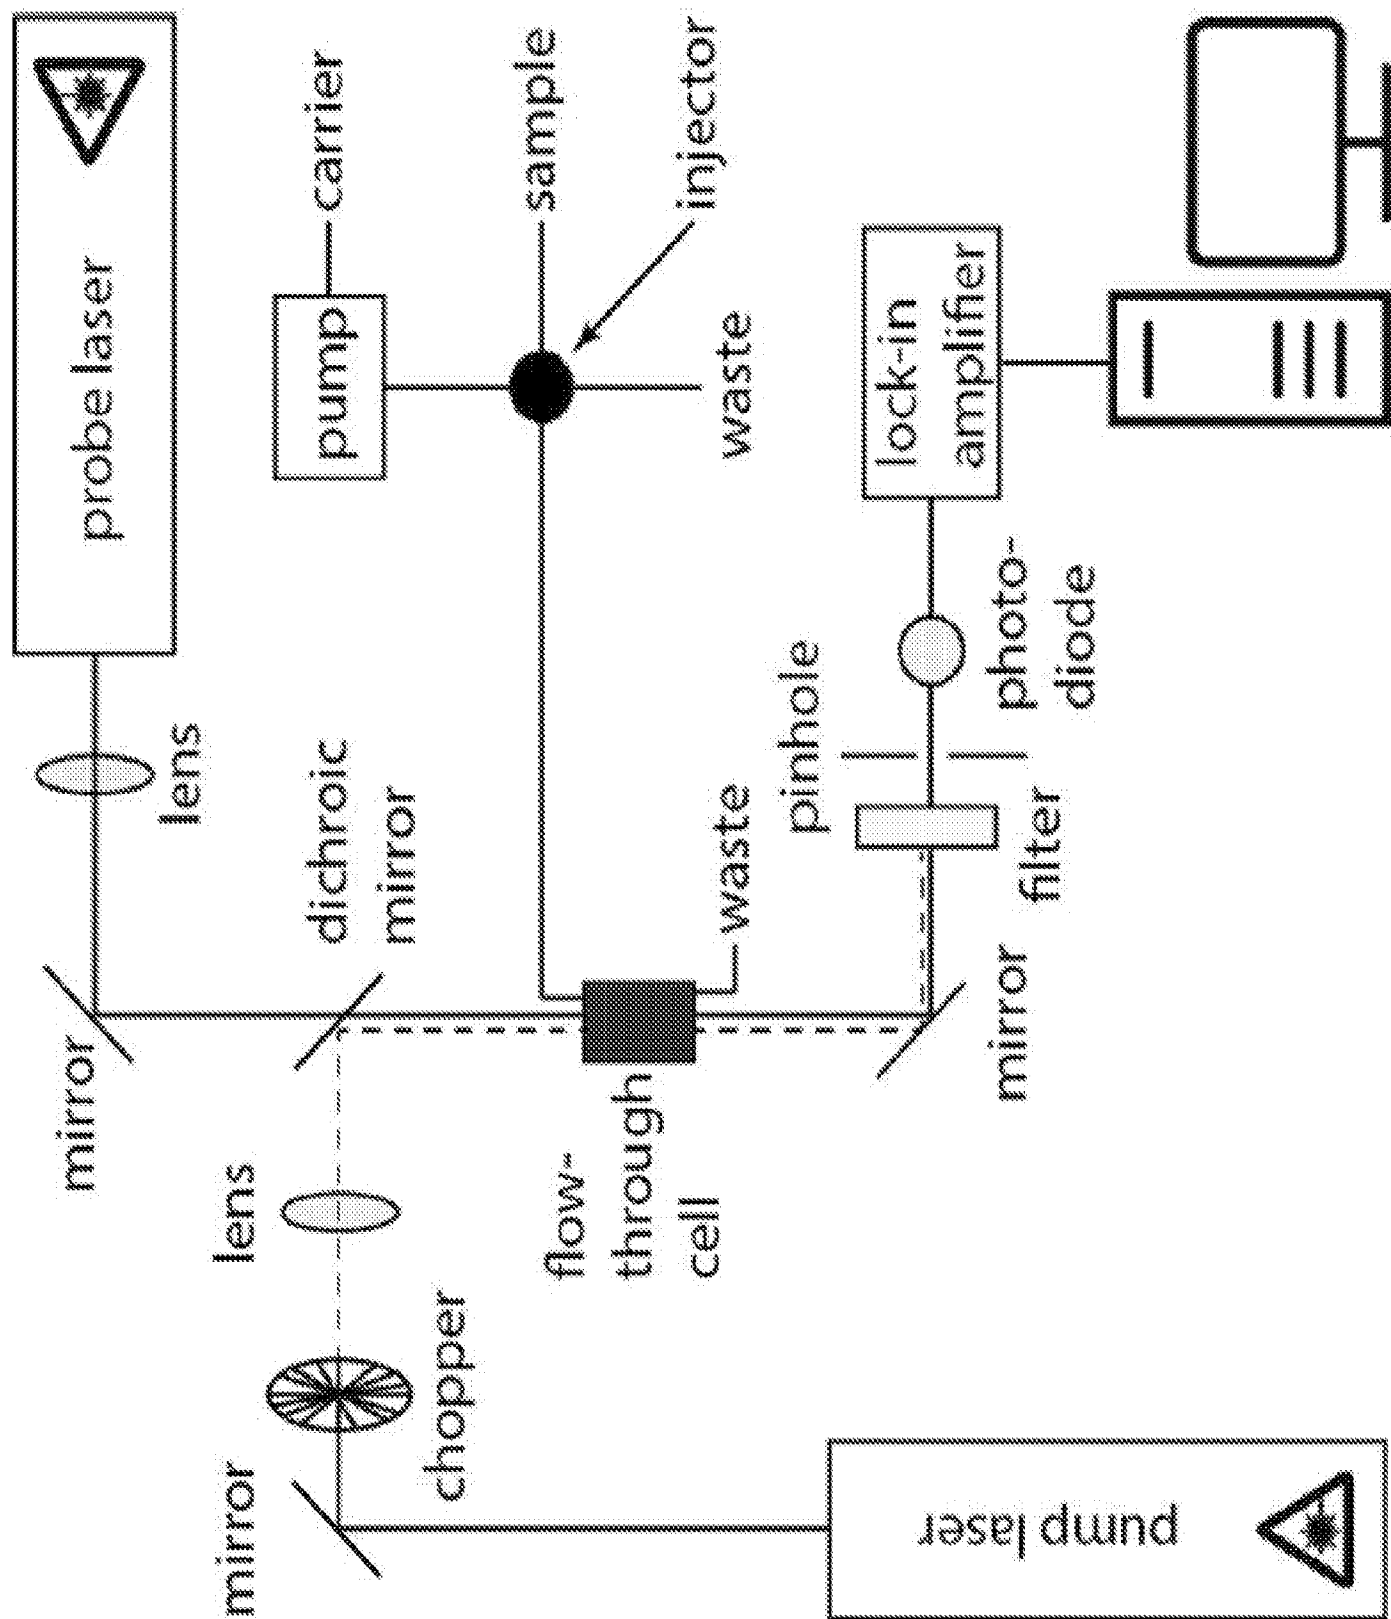 probe laser
carrier
pump
sample
injector
waste
lens
mirror
dichroic
mirror
lens
chopper
mirror
pump laser
flow-
through
cell
waste
mirror
filter
pinhole
photo-
diode
lock-in
amplifier